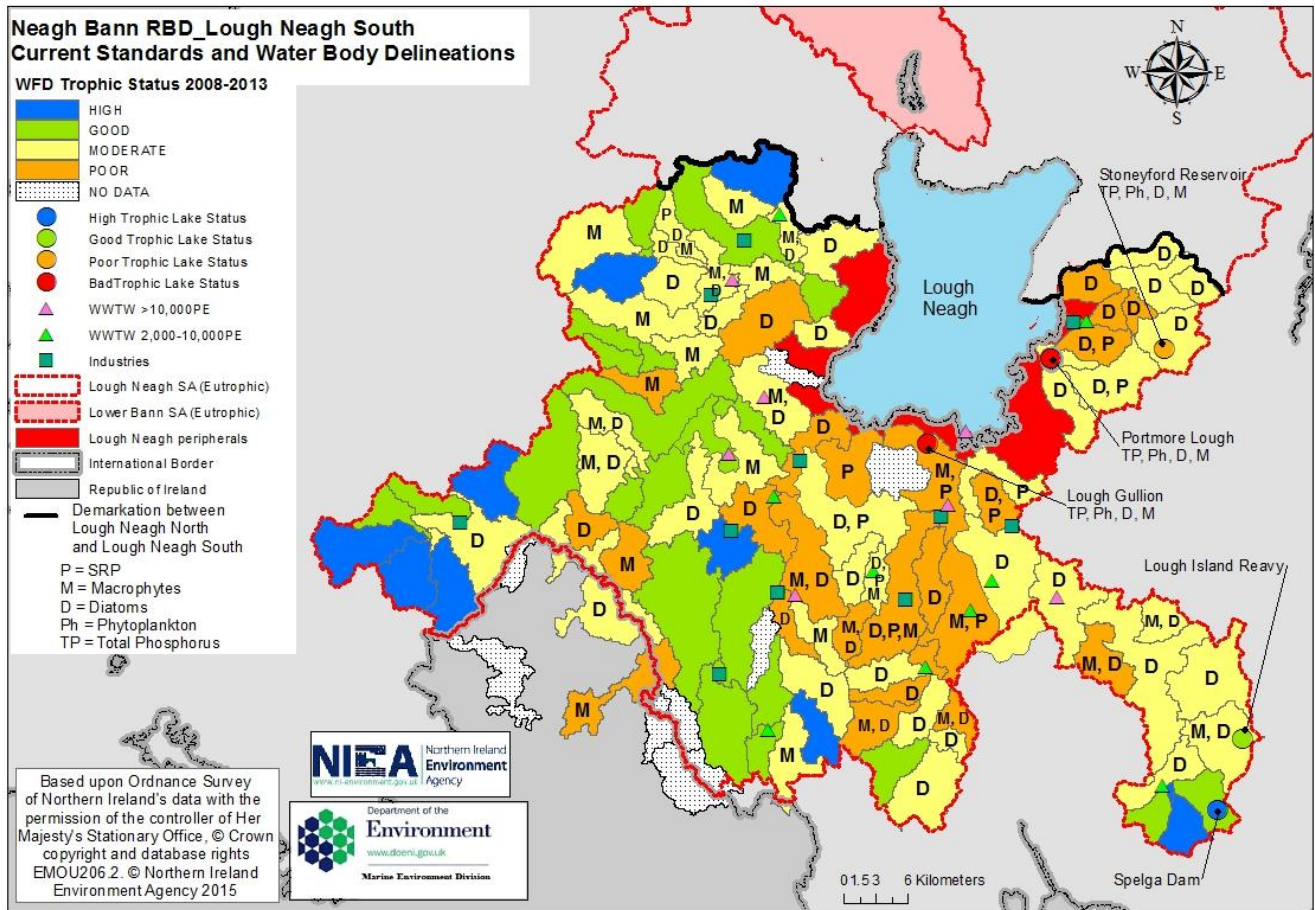 Neagh Bann RBD_Lough Neagh South
Current Standards and Water Body Delineations
WFD Trophic Status 2008-2013
HIGH
GOOD
MODERATE
POOR
NO DATA
High Trophic Lake Status
Good Trophic Lake Status
Poor Trophic Lake Status
BadTrophic Lake Status
WWTW >10,000PE
WWTW 2,000-10,000PE
Industries
Lough Neagh SA (Eutrophic)
Lower Bann SA (Eutrophic)
Lough Neagh peripherals
International Border
Republic of Ireland
Demarkation between
Lough Neagh North
and Lough Neagh South
P = SRP
M = Macrophytes
D = Diatoms
Ph = Phytoplankton
TP = Total Phosphorus
N
W E
S
Stoneyford Reservoir
TP, Ph, D, M
Lough
Neagh
Portmore Lough
TP, Ph, D, M
Lough Gullion
TP, Ph, D, M
Lough Island Reavy
Spelga Dam
M
M
P
D
D
M
M,
D
D
D
M,
D
M
M
D
D
D
M
M
M,
D
M, D
M, D
M
D
D
D
D
M
D
M
D
P
M,
P
D,
P
P
D, P
D
D,
P
M
D
M, D
D
M
M,
D
D,P,M
D
M, P
D
D
D
D
M, D
D
M, D
D
D
M
D
D
D
D
D
D
D
D, P
D
D, P
D
M, D
M, D
D
D
M, D
D
NIEA
Northern Ireland
Environment
Agency
www.ni-environment.gov.uk
Department of the
Environment
www.doeni.gov.uk
Marine Environment Division
Based upon Ordnance Survey
of Northern Ireland's data with the
permission of the controller of Her
Majesty's Stationary Office, © Crown
copyright and database rights
EMOU206.2. © Northern Ireland
Environment Agency 2015
0 1.5 3 6 Kilometers